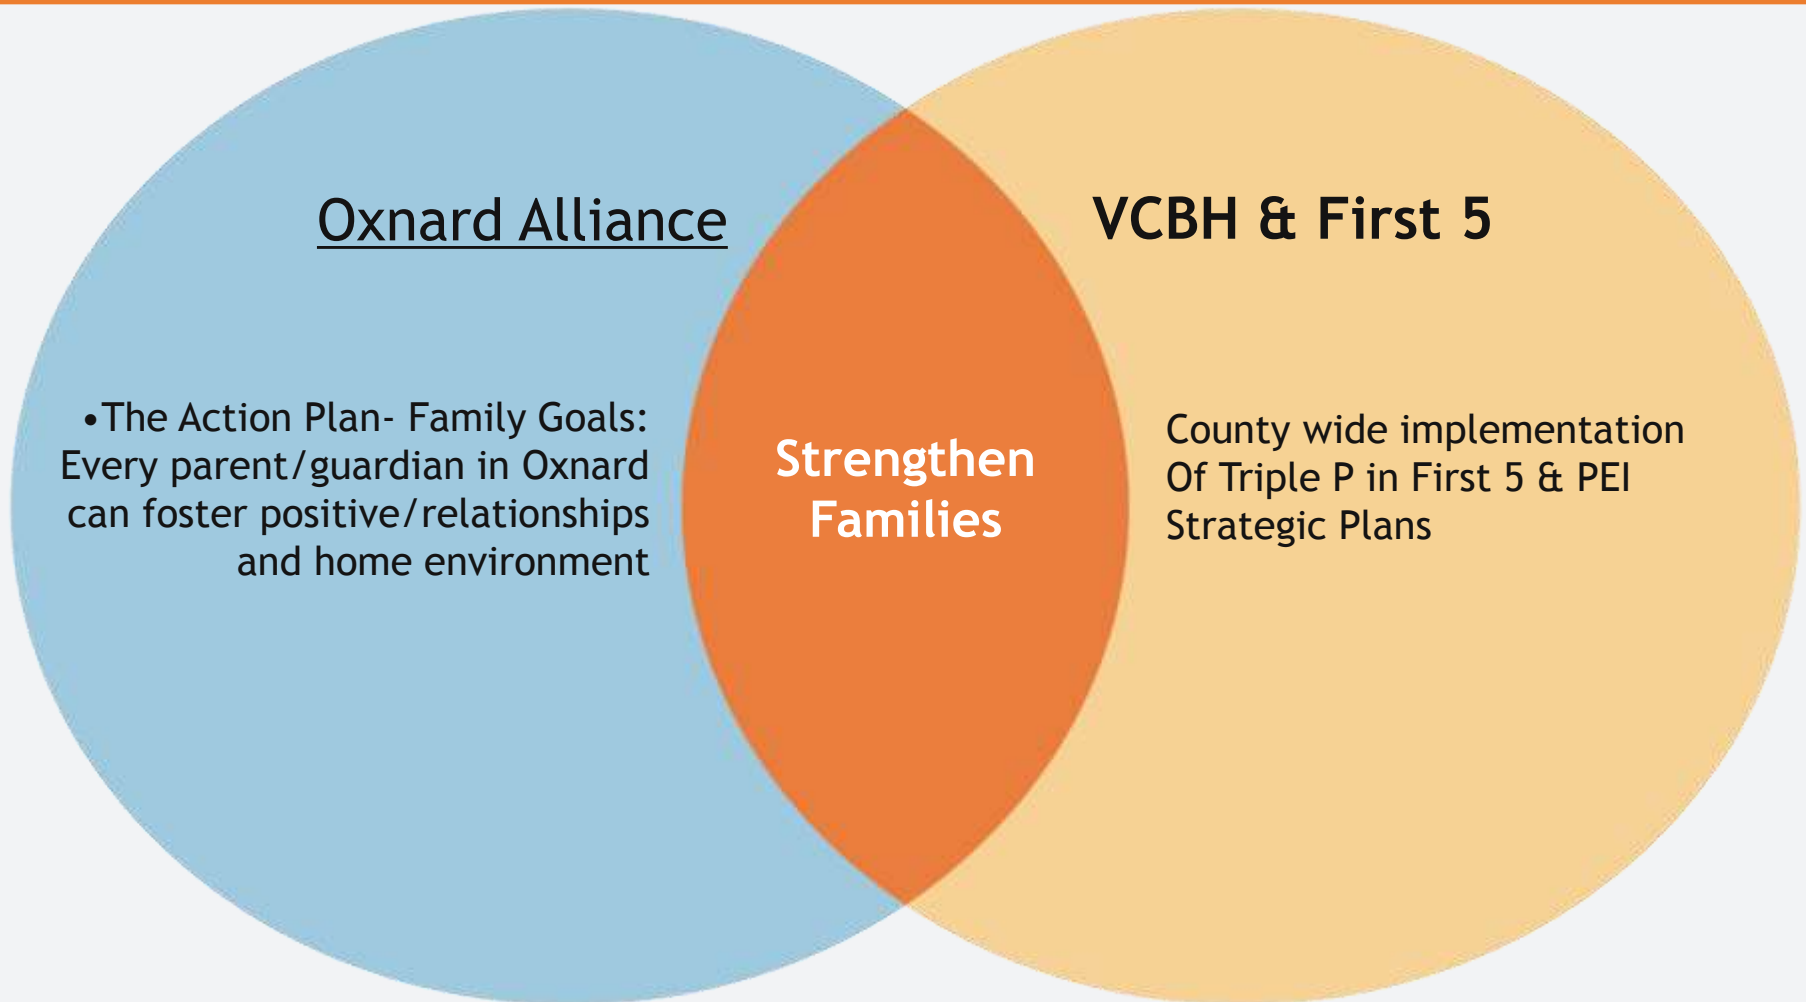 Oxnard Alliance
•The Action Plan- Family Goals:
Every parent/guardian in Oxnard
can foster positive/relationships
and home environment
Strengthen
Families
VCBH & First 5
County wide implementation
Of Triple P in First 5 & PEI
Strategic Plans